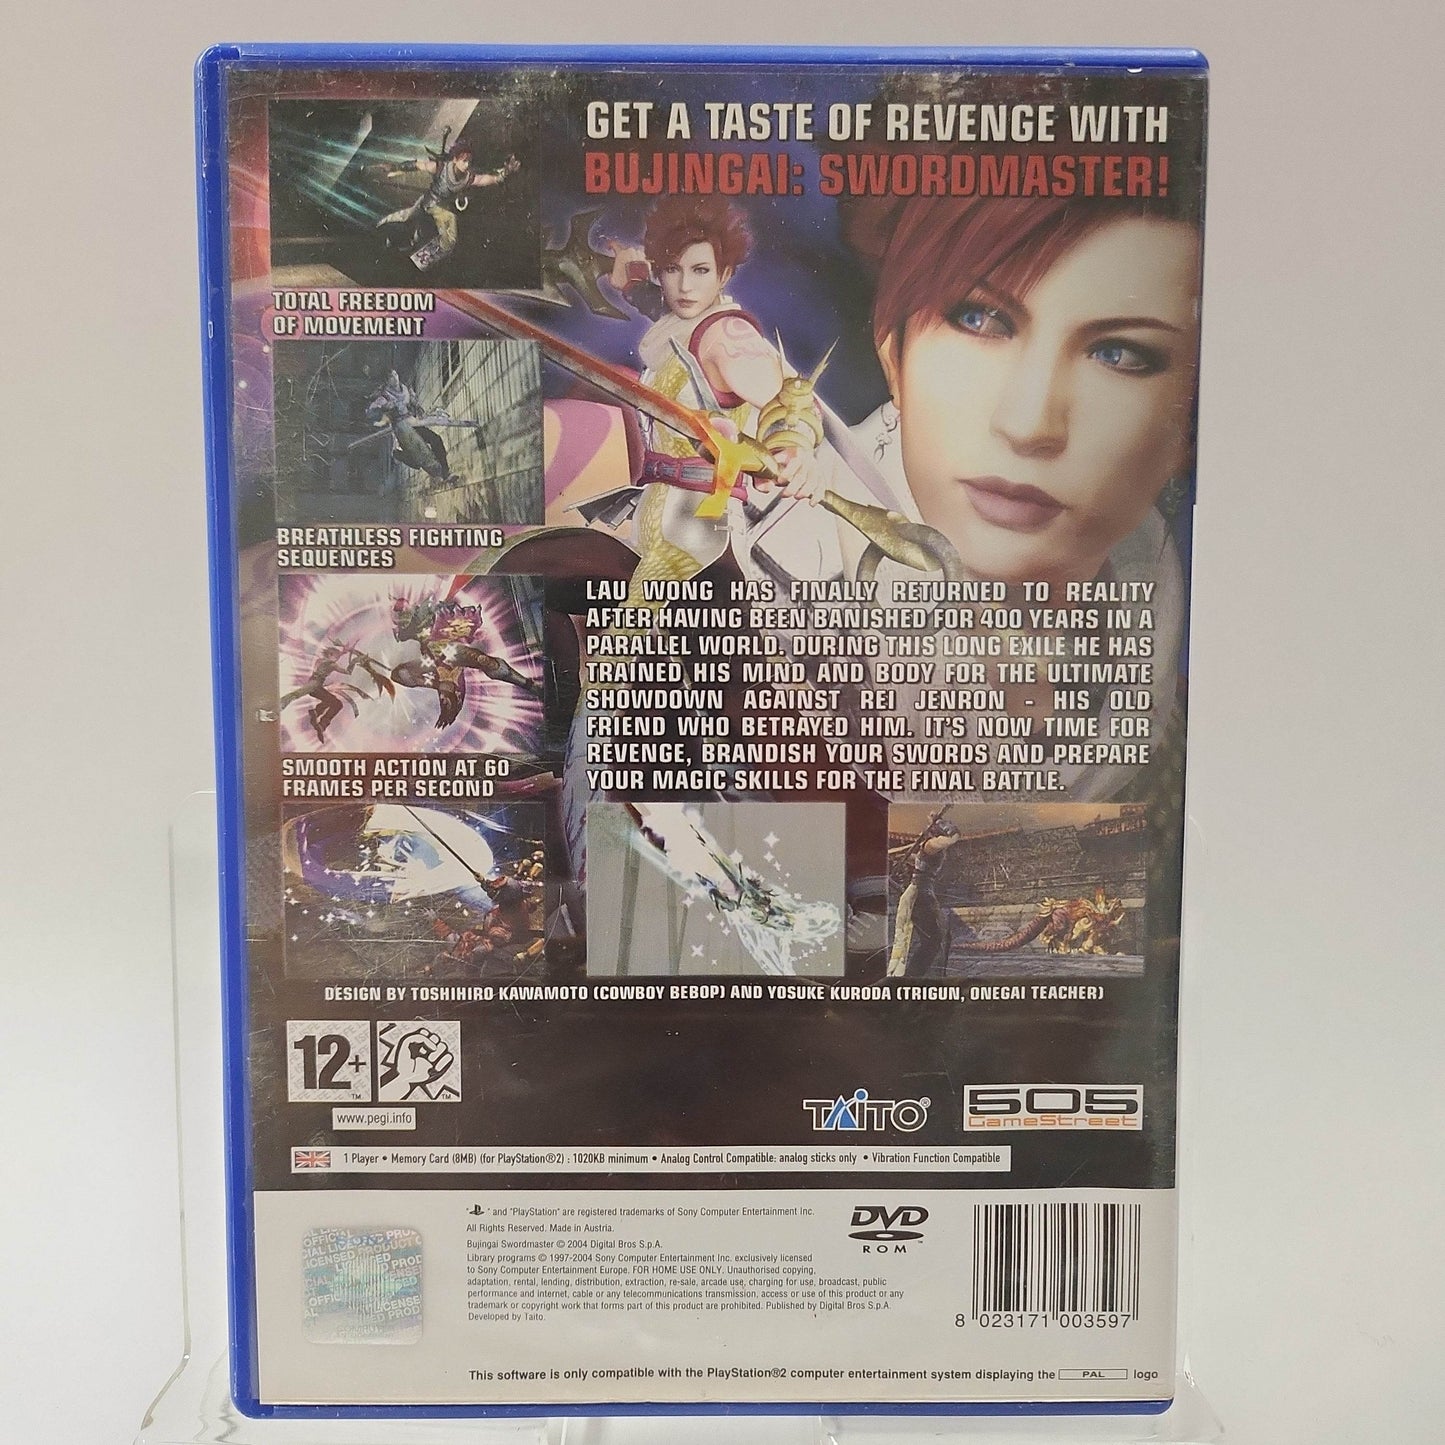 GET A TASTE OF REVENGE WITH
BUJINGAI: SWORDMASTER!
TOTAL FREEDOM
OF MOVEMENT
BREATHLESS FIGHTING
SEQUENCES
SMOOTH ACTION AT 60
FRAMES PER SECOND
LAU WONG HAS FINALLY RETURNED TO REALITY
AFTER HAVING BEEN BANISHED FOR 400 YEARS IN A
PARALLEL WORLD. DURING THIS LONG EXILE HE HAS
TRAINED HIS MIND AND BODY FOR THE ULTIMATE
SHOWDOWN AGAINST REI JENRON - HIS OLD
FRIEND WHO BETRAYED HIM. IT'S NOW TIME FOR
REVENGE, BRANDISH YOUR SWORDS AND PREPARE
YOUR MAGIC SKILLS FOR THE FINAL BATTLE.
DESIGN BY TOSHIHIRO KAWAMOTO (COWBOY BEBOP) AND YOSUKE KURODA (TRIGUN, ONEGAI TEACHER)
12+ ™ ™
www.pegi.info
TAITO®
505
GameStreet
1 Player • Memory Card (8MB) (for PlayStation®2) : 1020KB minimum • Analog Control Compatible: analog sticks only • Vibration Function Compatible
" " and "PlayStation" are registered trademarks of Sony Computer Entertainment Inc.
All Rights Reserved. Made in Austria.
Bujingai Swordmaster © 2004 Digital Bros S.p.A.
Library programs © 1997-2004 Sony Computer Entertainment Inc. exclusively licensed
to Sony Computer Entertainment Europe. FOR HOME USE ONLY. Unauthorised copying,
adaptation, rental, lending, distribution, extraction, re-sale, arcade use, charging for use, broadcast, public
performance and internet, cable or any telecommunications transmission, access or use of this product or any
trademark or copyright work that forms part of this product are prohibited. Published by Digital Bros S.p.A.
Developed by Taito.
DVD
ROM ™
8 023171 003597
This software is only compatible with the PlayStation®2 computer entertainment system displaying the PAL logo